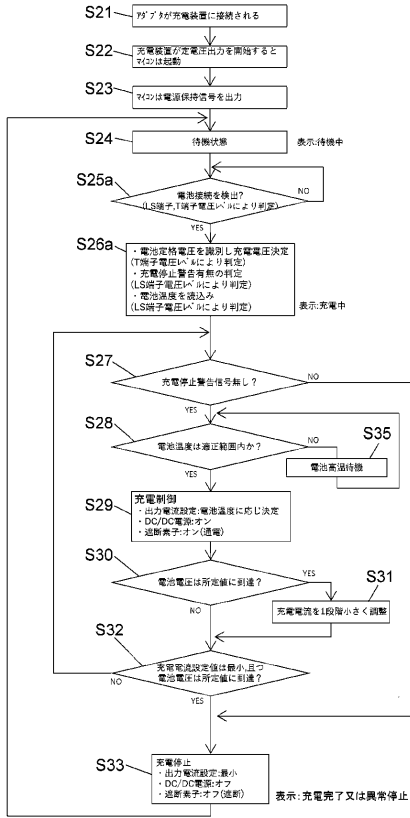 S21
アダプタが充電装置に接続される
S22
充電装置が定電圧出力を開始すると
マイコンは起動
S23
マイコンは電源保持信号を出力
S24
待機状態
表示:待機中
S25a
電池接続を検出?
(LS端子,T端子電圧レベルにより判定)
NO
YES
S26a
・電池定格電圧を識別し充電電圧決定
(T端子電圧レベルにより判定)
・充電停止警告有無の判定
(LS端子電圧レベルにより判定)
・電池温度を読込み
(LS端子電圧レベルにより判定)
表示:充電中
S27
充電停止警告信号無し?
NO
YES
S28
電池温度は適正範囲内か?
NO
S35
電池高温待機
YES
S29
充電制御
・出力電流設定:電池温度に応じ決定
・DC/DC電源:オン
・遮断素子:オン(通電)
S30
電池電圧は所定値に到達?
YES
S31
充電電流を1段階小さく調整
NO
S32
充電電流設定値は最小,且つ
電池電圧は所定値に到達?
NO
YES
S33
充電停止
・出力電流設定:最小
・DC/DC電源:オフ
・遮断素子:オフ(遮断)
表示:充電完了又は異常停止